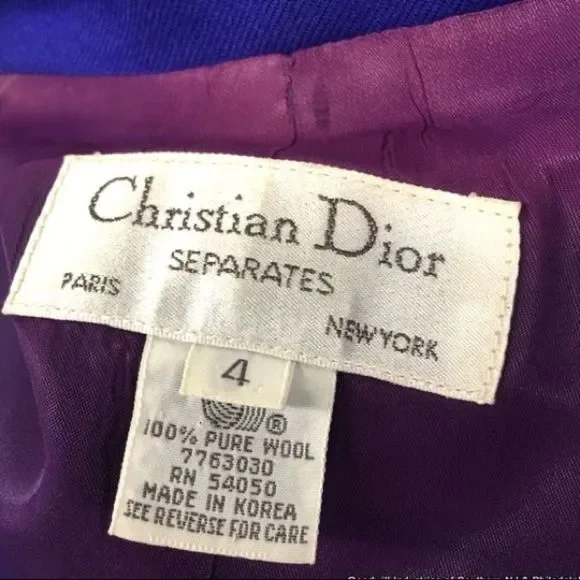 Christian Dior
SEPARATES
PARIS
NEW YORK
4
®
100% PURE WOOL
7763030
RN 54050
MADE IN KOREA
SEE REVERSE FOR CARE